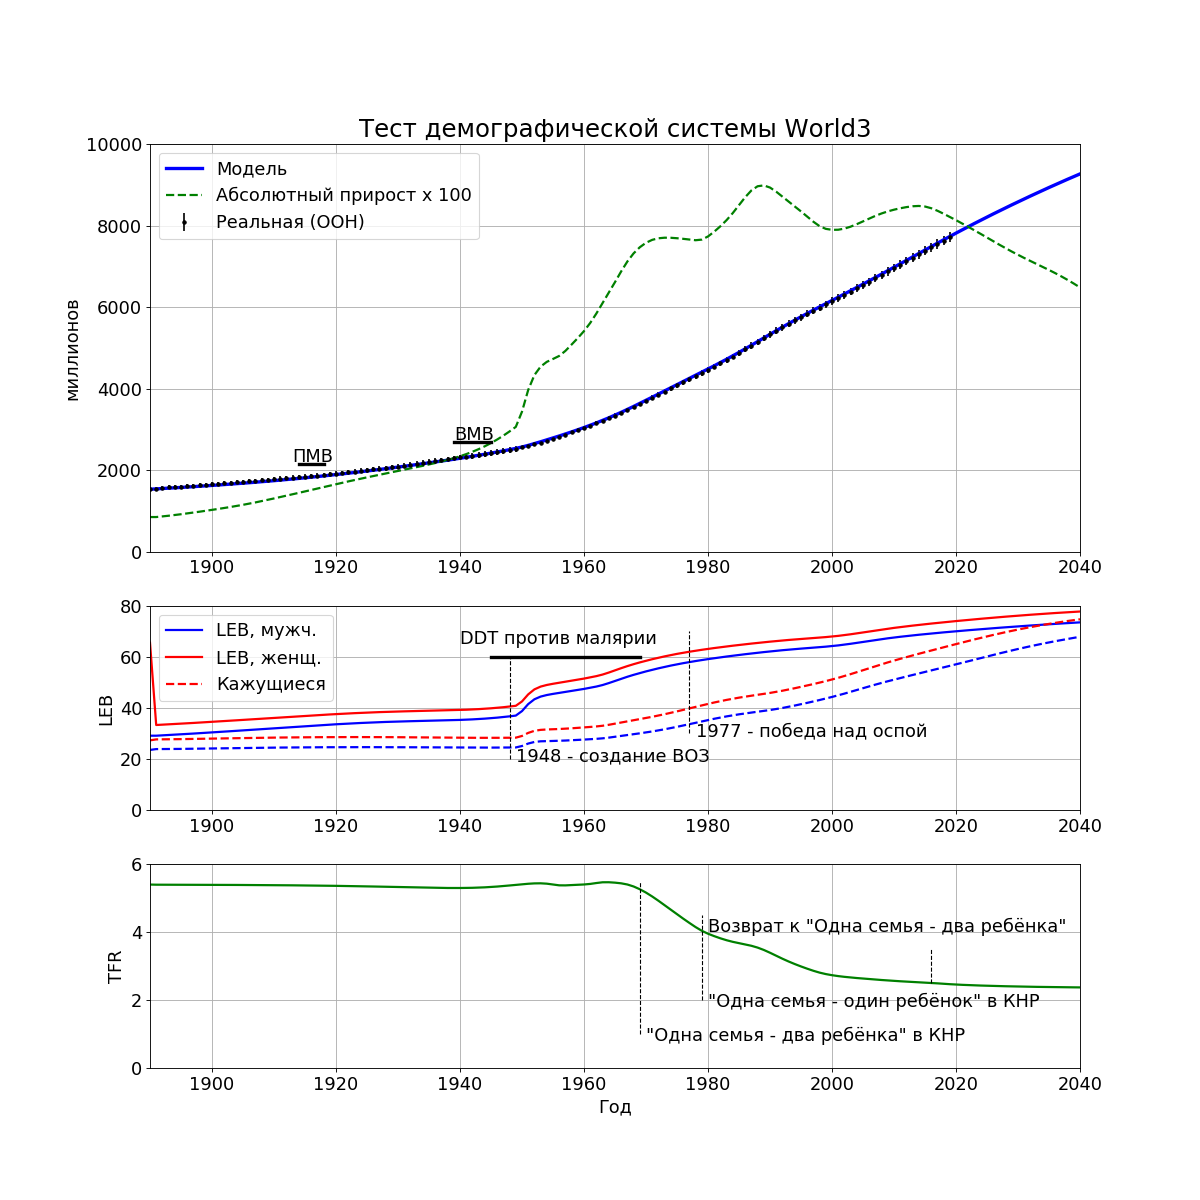 Тест демографической системы World3
10000
8000
6000
4000
2000
0
миллионов
Модель
Абсолютный прирост x 100
Реальная (ООН)
ПМВ
ВМВ
1900 1920 1940 1960 1980 2000 2020 2040
80
60
40
20
0
LEB
LEB, мужч.
LEB, женщ.
Кажущиеся
DDT против малярии
1977 - победа над оспой
1948 - создание ВОЗ
1900 1920 1940 1960 1980 2000 2020 2040
6
4
2
0
TFR
Возврат к "Одна семья - два ребёнка"
"Одна семья - один ребёнок" в КНР
"Одна семья - два ребёнка" в КНР
1900 1920 1940 1960 1980 2000 2020 2040
Год